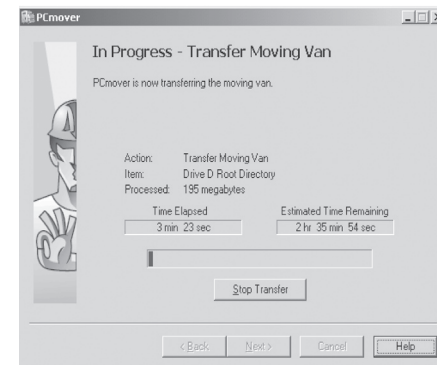 PCmover
In Progress - Transfer Moving Van
PCmover is now transferring the moving van.
Action: Transfer Moving Van
Item: Drive D Root Directory
Processed: 195 megabytes
Time Elapsed Estimated Time Remaining
3 min 23 sec 2 hr 35 min 54 sec
Stop Transfer
< Back Next > Cancel Help